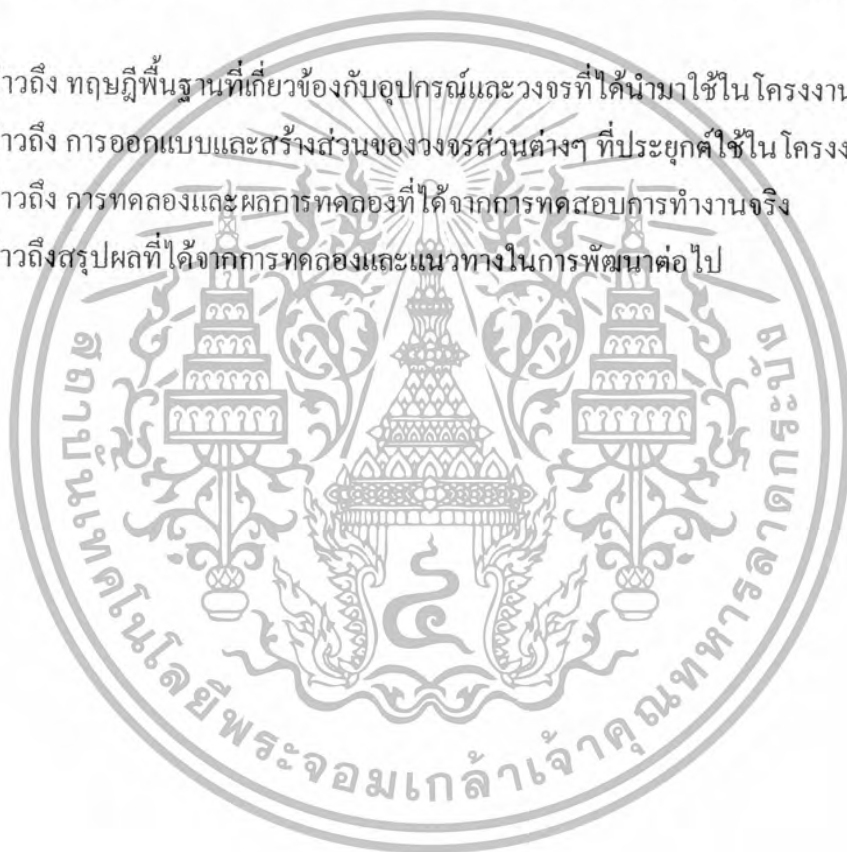 าวถึง ทฤษฎีพื้นฐานที่เกี่ยวข้องกับอุปกรณ์และวงจรที่ได้นำมาใช้ในโครงงาน
าวถึง การออกแบบและสร้างส่วนของวงจรส่วนต่างๆ ที่ประยุกต์ใช้ในโครงง
าวถึง การทดลองและผลการทดลองที่ได้จากการทดสอบการทำงานจริง
าวถึงสรุปผลที่ได้จากการทดลองและแนวทางในการพัฒนาต่อไป
สถาบันเทคโนโลยีพระจอมเกล้าเจ้าคุณทหารลาดกระบัง
๔